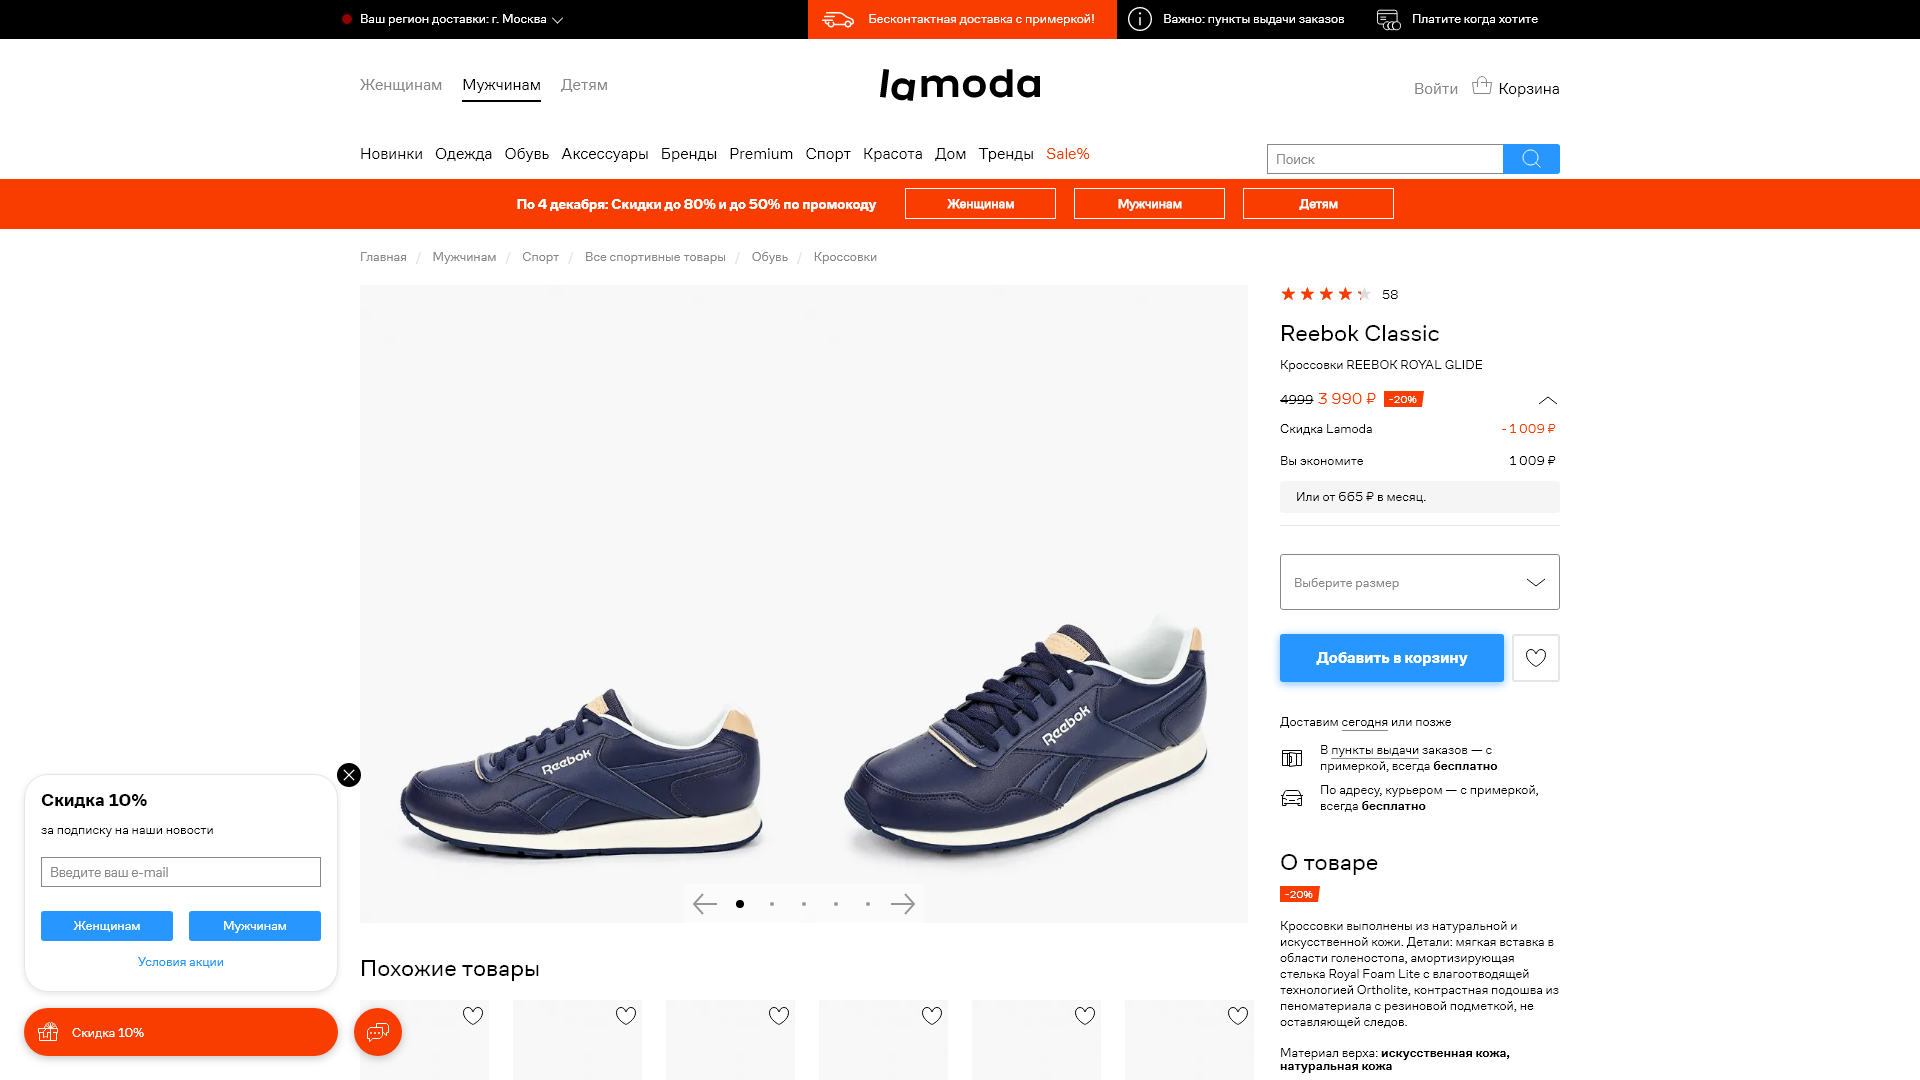 Ваш регион доставки: г. Москва
Бесконтактная доставка с примеркой!
Важно: пункты выдачи заказов
Платите когда хотите
Женщинам Мужчинам Детям
lamoda
Войти Корзина
Новинки Одежда Обувь Аксессуары Бренды Premium Спорт Красота Дом Тренды Sale%
Поиск
По 4 декабря: Скидки до 80% и до 50% по промокоду
Женщинам
Мужчинам
Детям
Главная / Мужчинам / Спорт / Все спортивные товары / Обувь / Кроссовки
58
Reebok Classic
Кроссовки REEBOK ROYAL GLIDE
4999 3 990 ₽ -20%
Скидка Lamoda - 1 009 ₽
Вы экономите 1 009 ₽
Или от 665 ₽ в месяц.
Выберите размер
Добавить в корзину
Доставим сегодня или позже
В пункты выдачи заказов — с
примеркой, всегда бесплатно
По адресу, курьером — с примеркой,
всегда бесплатно
О товаре
-20%
Кроссовки выполнены из натуральной и
искусственной кожи. Детали: мягкая вставка в
области голеностопа, амортизирующая
стелька Royal Foam Lite с влагоотводящей
технологией Ortholite, контрастная подошва из
пеноматериала с резиновой подметкой, не
оставляющей следов.
Материал верха: искусственная кожа,
натуральная кожа
Reebok
Reebok
Похожие товары
Скидка 10%
за подписку на наши новости
Введите ваш e-mail
Женщинам
Мужчинам
Условия акции
Скидка 10%